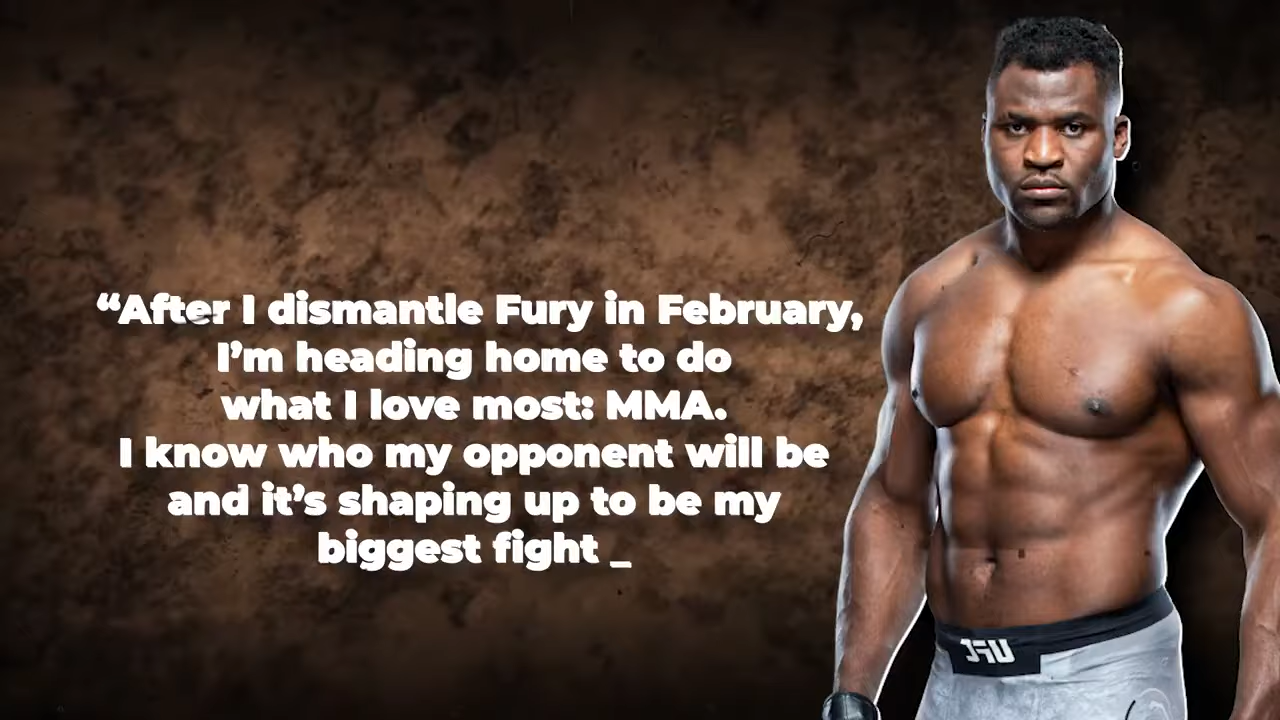 “After I dismantle Fury in February,
I’m heading home to do
what I love most: MMA.
I know who my opponent will be
and it’s shaping up to be my
biggest fight _